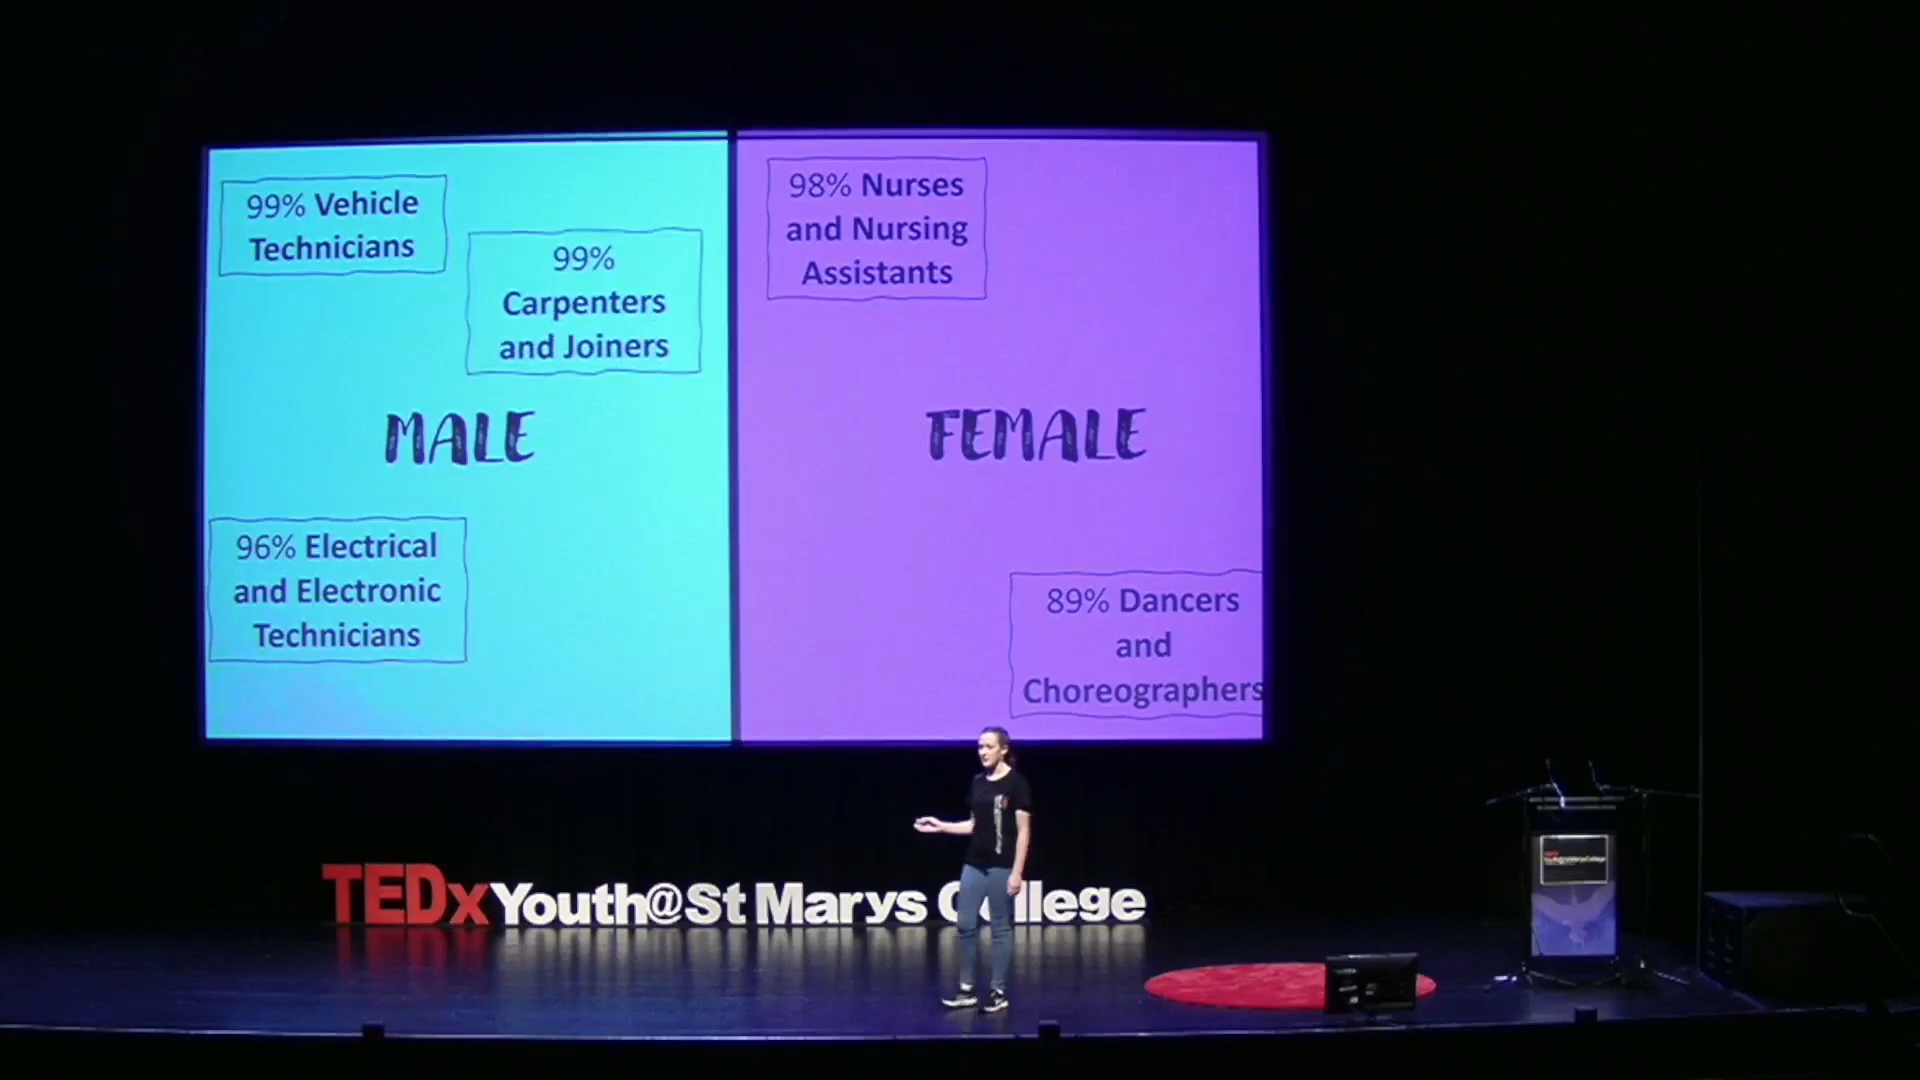 99% Vehicle
Technicians
99%
Carpenters
and Joiners
MALE
96% Electrical
and Electronic
Technicians
98% Nurses
and Nursing
Assistants
FEMALE
89% Dancers
and
Choreographers
TEDxYouth@St Marys College